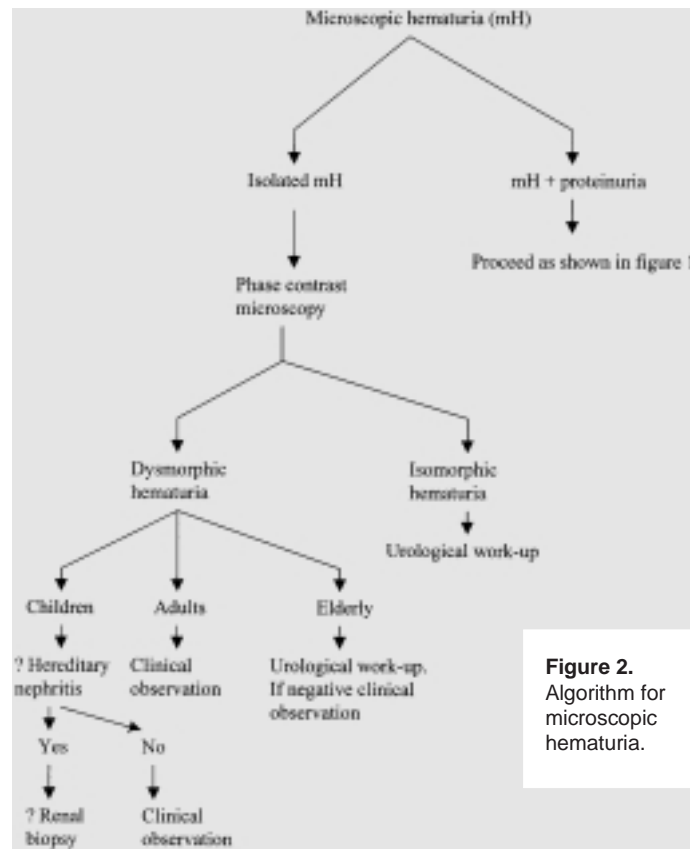 Microscopic hematuria (mH)
Isolated mH
mH + proteinuria
Proceed as shown in figure 1
Phase contrast
microscopy
Dysmorphic
hematuria
Isomorphic
hematuria
Urological work-up
Children
Adults
Elderly
? Hereditary
nephritis
Clinical
observation
Urological work-up.
If negative clinical
observation
Yes
No
? Renal
biopsy
Clinical
observation
Figure 2.
Algorithm for
microscopic
hematuria.